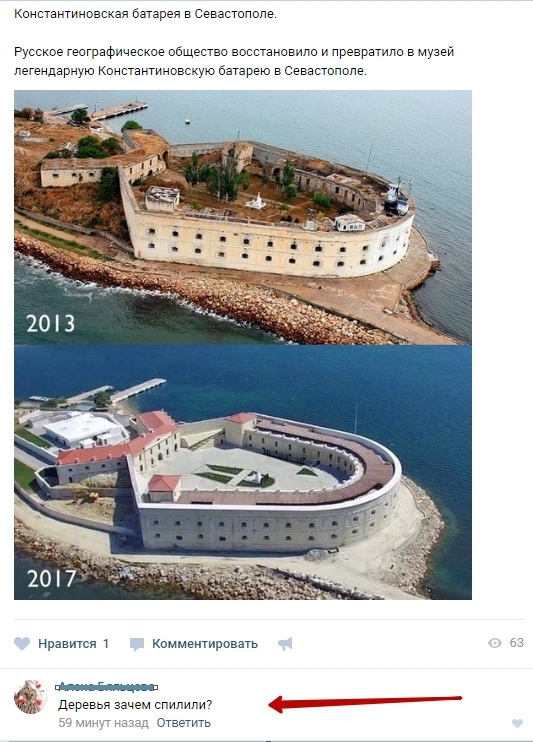 Константиновская батарея в Севастополе.
Русское географическое общество восстановило и превратило в музей
легендарную Константиновскую батарею в Севастополе.
2013
2017
Нравится 1
Комментировать
63
Деревья зачем спилили?
59 минут назад Ответить